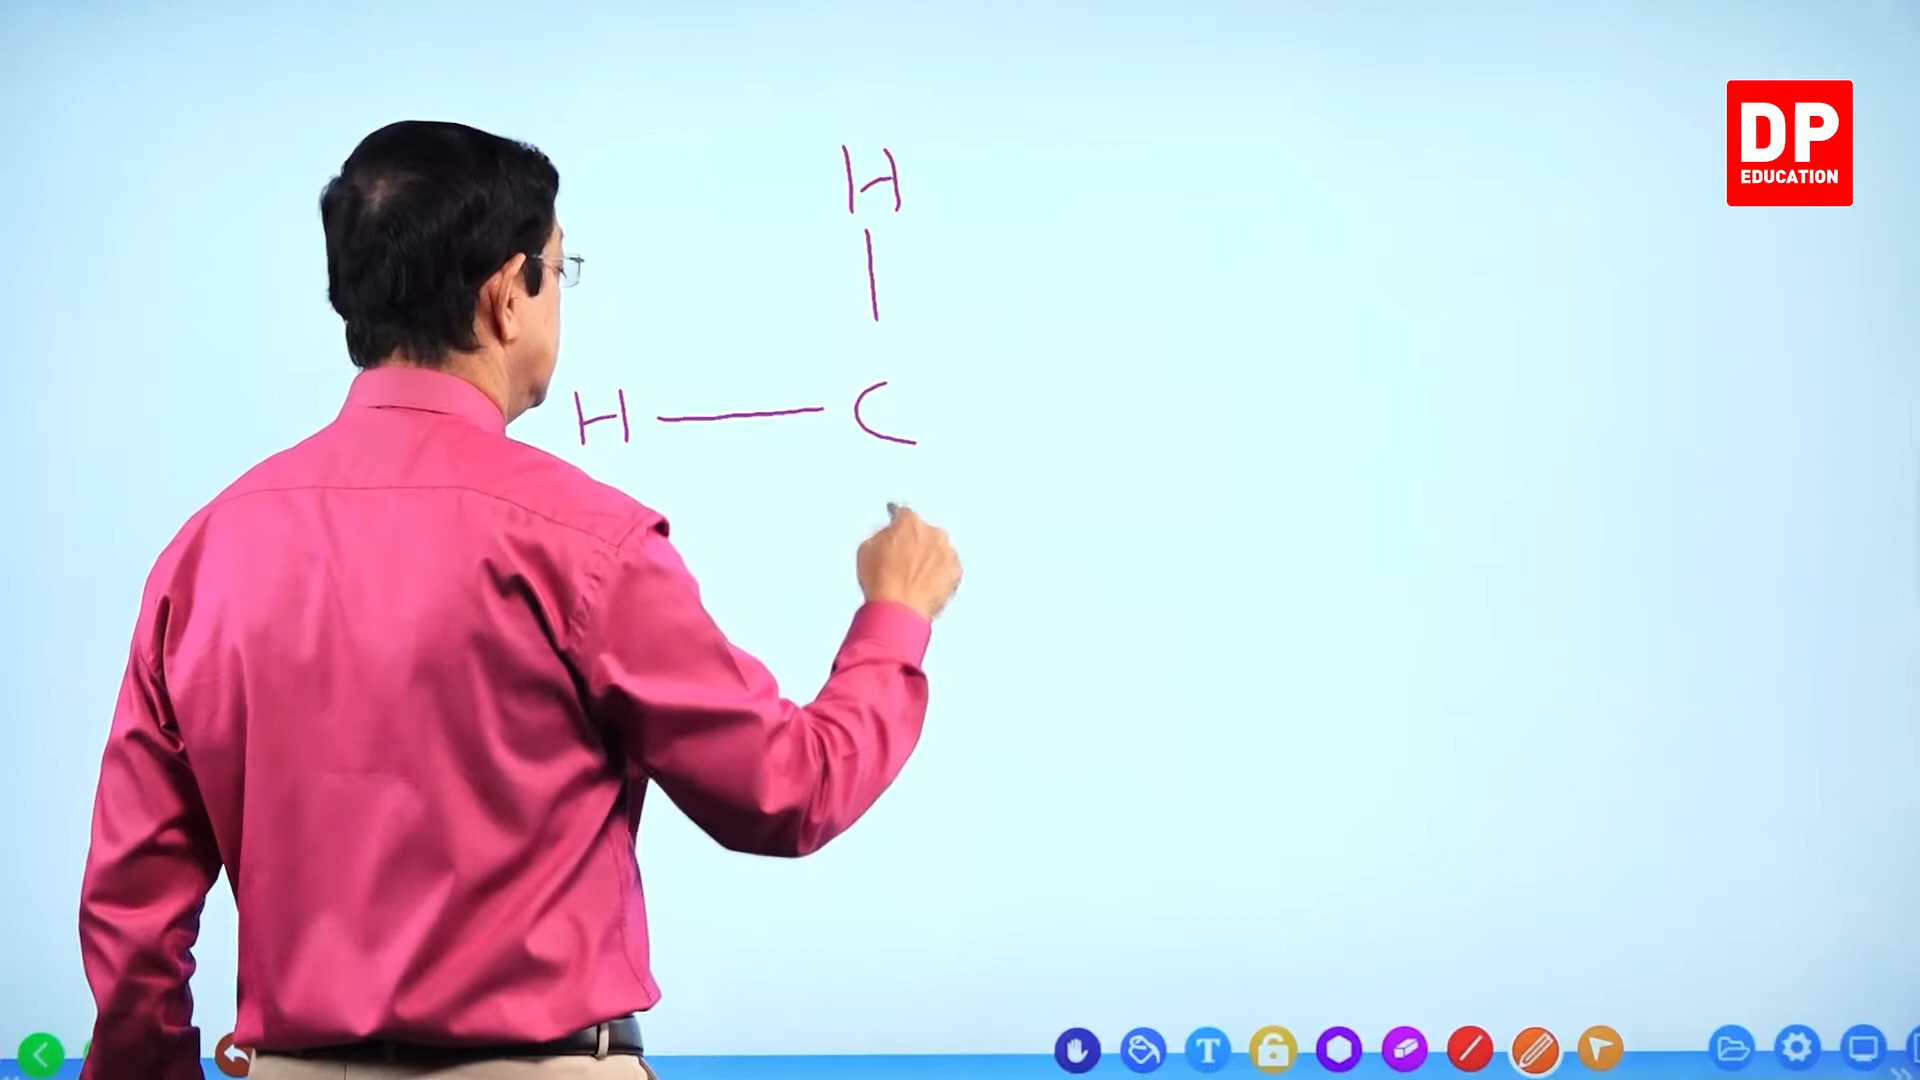 DP
EDUCATION
H
H — C
T